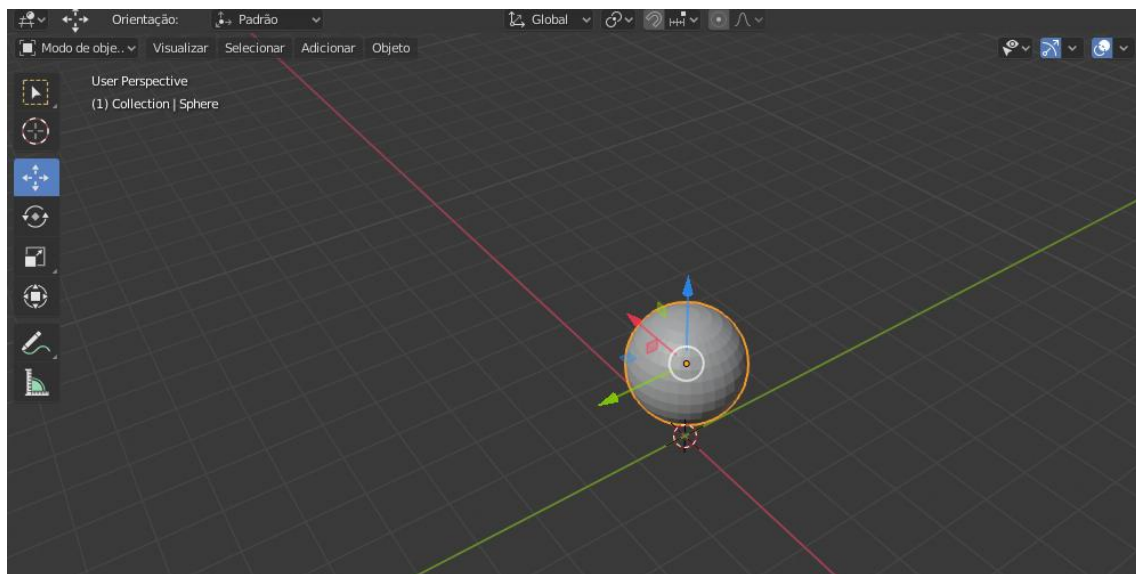 Orientação: Padrão Global
Modo de obje.. Visualizar Selecionar Adicionar Objeto
User Perspective
(1) Collection | Sphere